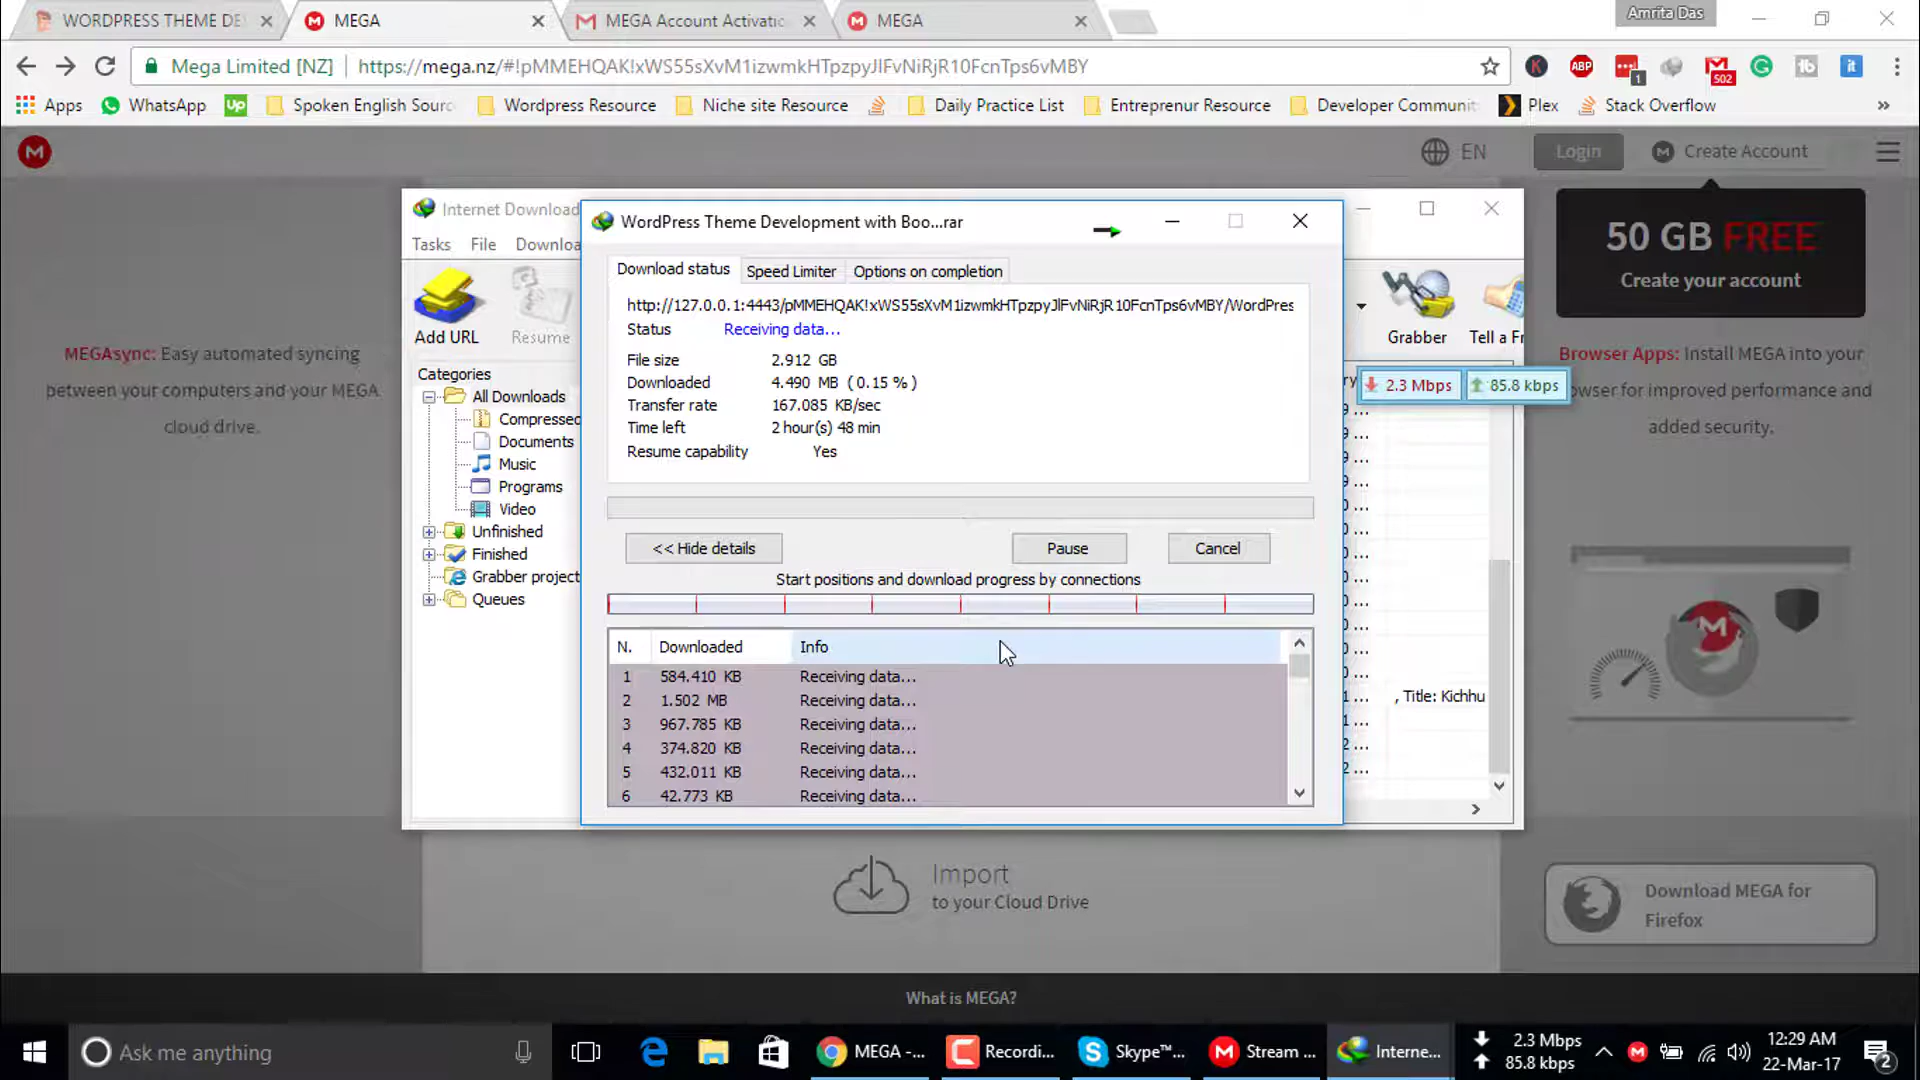 WORDPRESS THEME DE
MEGA
MEGA Account Activatio
MEGA
Amrita Das
Mega Limited [NZ]
https://mega.nz/#!pMMEHQAK!xWS55sXvM1izwmkHTpzpyJlFvNiRjR10FcnTps6vMBY
ABP
1
502
Apps
WhatsApp
Up
Spoken English Sourc
Wordpress Resource
Niche site Resource
Daily Practice List
Entreprenur Resource
Developer Communit
Plex
Stack Overflow
»
EN
Login
Create Account
50 GB FREE
Create your account
MEGAsync: Easy automated syncing
between your computers and your MEGA
cloud drive.
Browser Apps: Install MEGA into your
owser for improved performance and
added security.
Internet Download
Tasks
File
Downloa
Add URL
Resume
Grabber
Tell a Fr
Categories
All Downloads
Compressed
Documents
Music
Programs
Video
Unfinished
Finished
Grabber project
Queues
WordPress Theme Development with Boo...rar
Download status
Speed Limiter
Options on completion
http://127.0.0.1:4443/pMMEHQAK!xWS55sXvM1izwmkHTpzpyJlFvNiRjR10FcnTps6vMBY/WordPres
Status Receiving data...
File size 2.912 GB
Downloaded 4.490 MB ( 0.15 % )
Transfer rate 167.085 KB/sec
Time left 2 hour(s) 48 min
Resume capability Yes
<< Hide details
Pause
Cancel
Start positions and download progress by connections
N. Downloaded Info
1 584.410 KB Receiving data...
2 1.502 MB Receiving data...
3 967.785 KB Receiving data...
4 374.820 KB Receiving data...
5 432.011 KB Receiving data...
6 42.773 KB Receiving data...
2.3 Mbps
85.8 kbps
, Title: Kichhu
Import
to your Cloud Drive
Download MEGA for
Firefox
What is MEGA?
Ask me anything
MEGA -...
Recordi...
Skype™...
Stream ...
Interne...
2.3 Mbps
85.8 kbps
12:29 AM
22-Mar-17
2